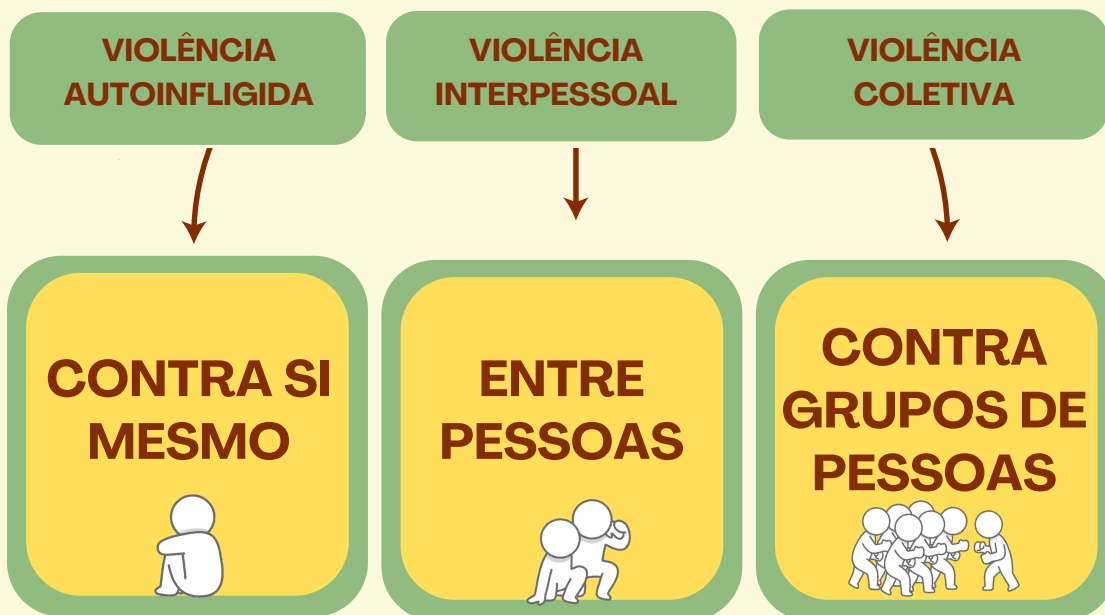 VIOLÊNCIA
AUTOINFLIGIDA
VIOLÊNCIA
INTERPESSOAL
VIOLÊNCIA
COLETIVA
CONTRA SI
MESMO
ENTRE
PESSOAS
CONTRA
GRUPOS DE
PESSOAS